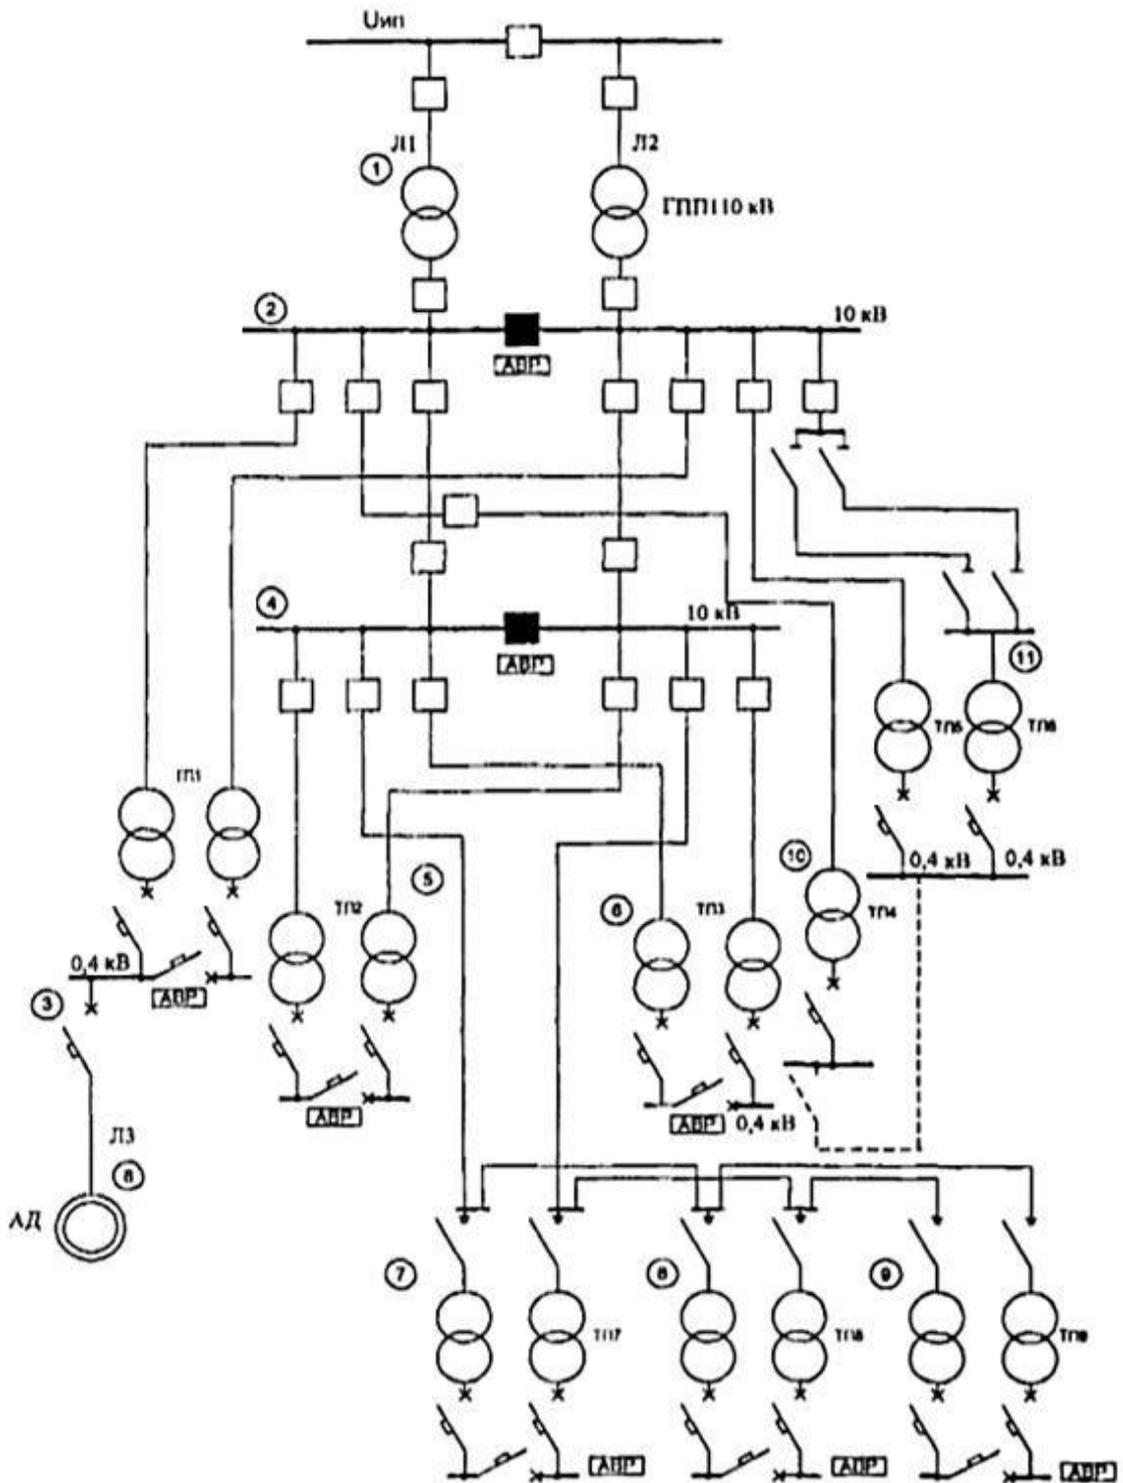 Uип
Л1
Л2
1
ГПП110 кВ
2
10 кВ
АВР
4
10 кВ
АВР
11
ТП5
ТП6
ТП1
0,4 кВ
0,4 кВ
10
5
ТП2
6
ТП3
ТП4
0,4 кВ
3
АВР
АВР
АВР
0,4 кВ
Л3
8
АД
7
8
9
ТП7
ТП8
ТП9
АВР
АВР
АВР